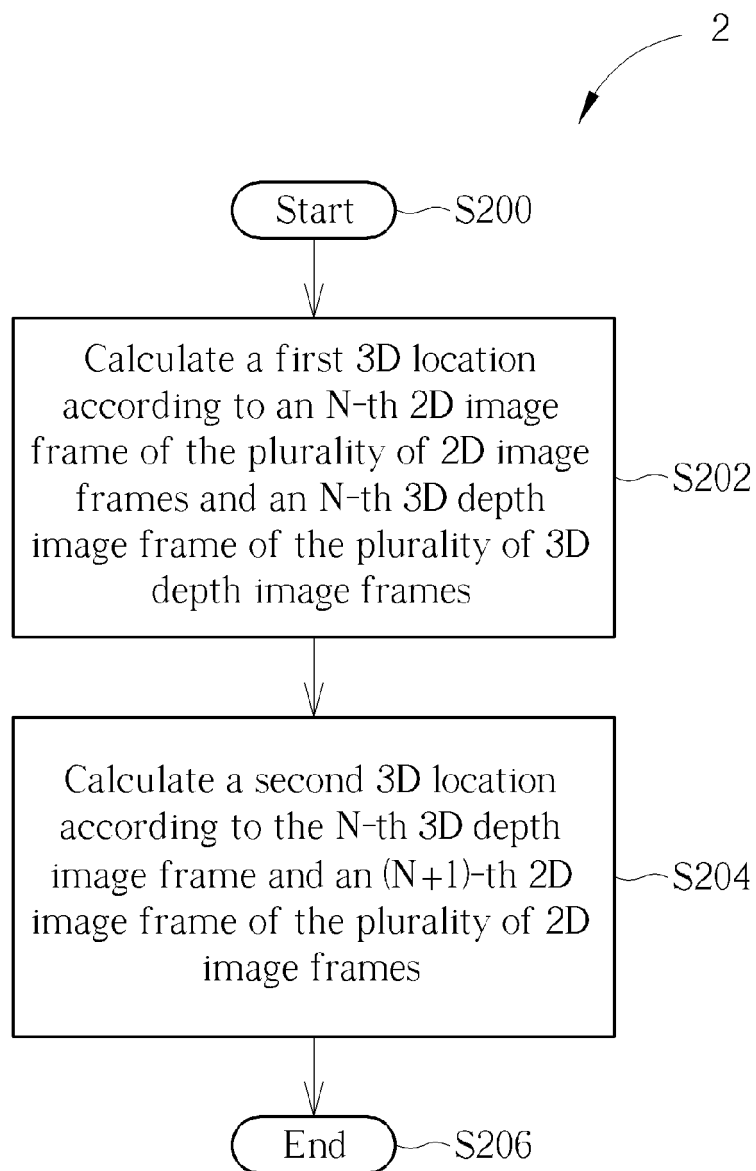 2
Start
S200
Calculate a first 3D location
according to an N-th 2D image
frame of the plurality of 2D image
frames and an N-th 3D depth
image frame of the plurality of 3D
depth image frames
S202
Calculate a second 3D location
according to the N-th 3D depth
image frame and an (N+1)-th 2D
image frame of the plurality of 2D
image frames
S204
End
S206